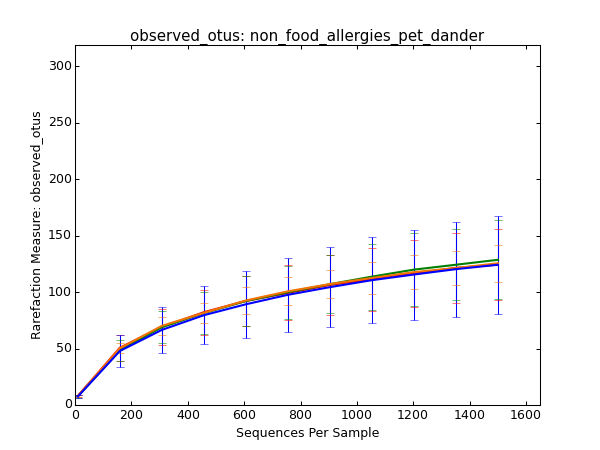 observed_otus: non_food_allergies_pet_dander
300
250
200
150
100
50
0
0 200 400 600 800 1000 1200 1400 1600
Rarefaction Measure: observed_otus
Sequences Per Sample